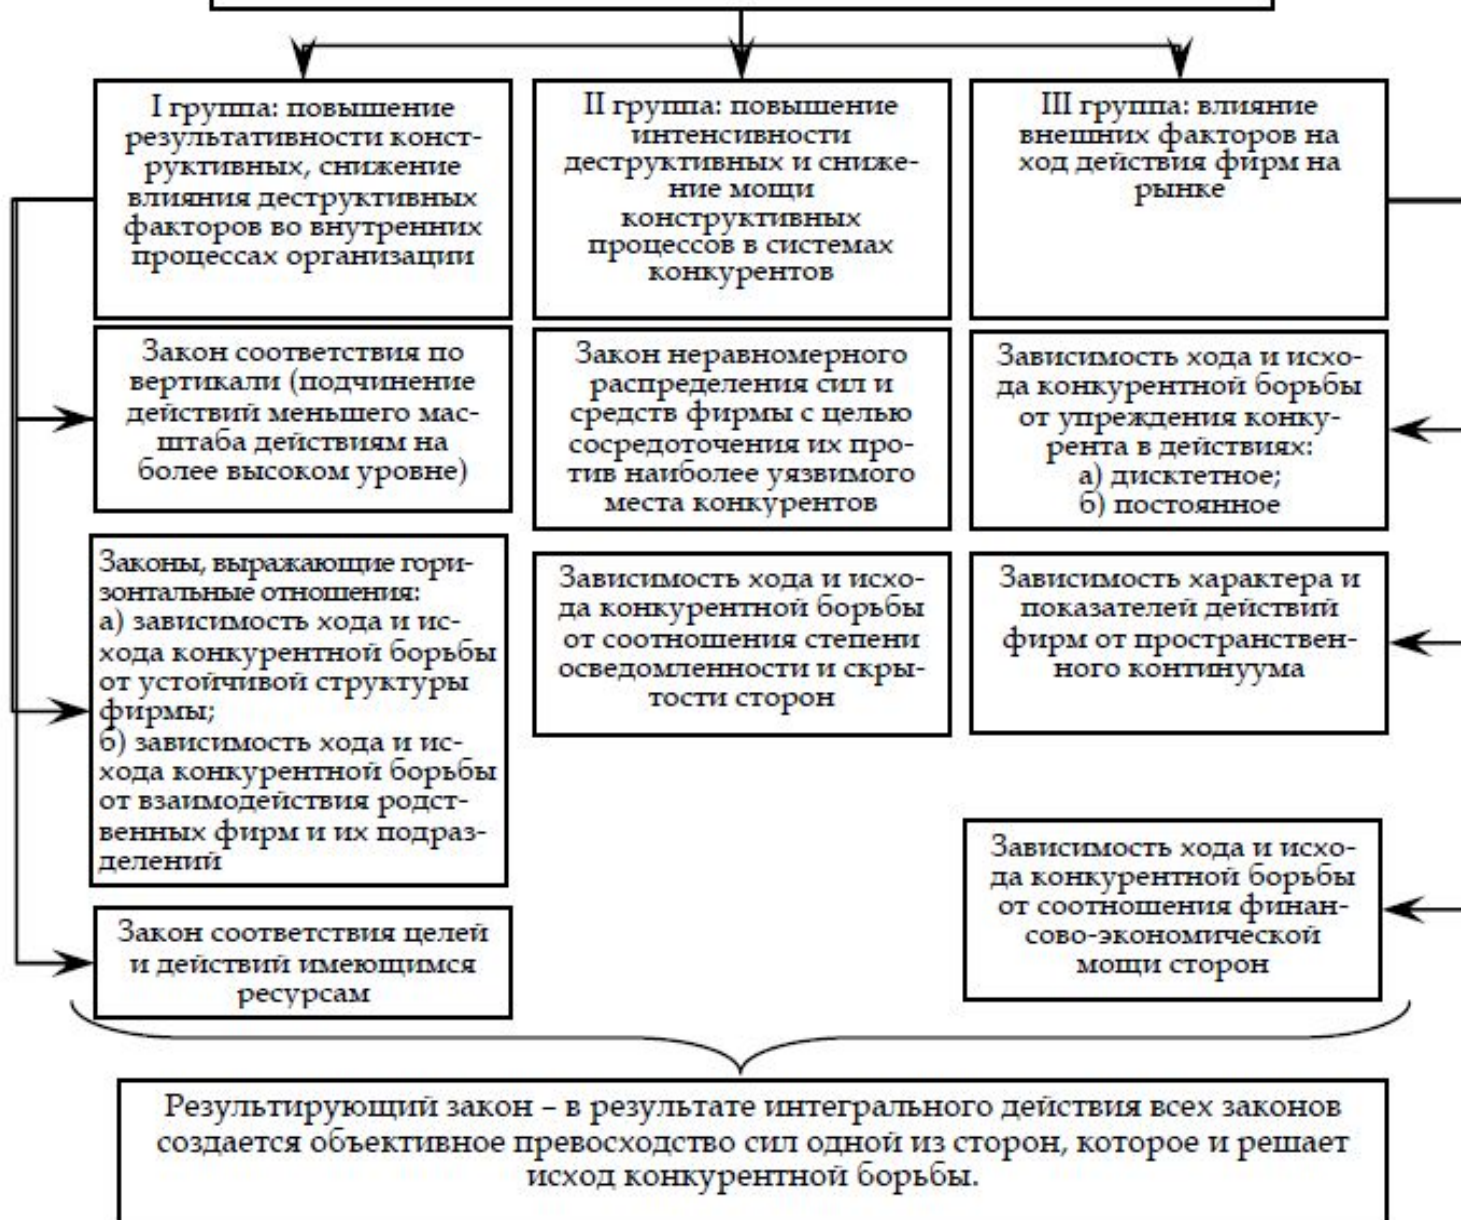 I группа: повышение
результативности конст-
руктивных, снижение
влияния деструктивных
факторов во внутренних
процессах организации
II группа: повышение
интенсивности
деструктивных и сниже-
ние мощи
конструктивных
процессов в системах
конкурентов
III группа: влияние
внешних факторов на
ход действия фирм на
рынке
Закон соответствия по
вертикали (подчинение
действий меньшего мас-
штаба действиям на
более высоком уровне)
Закон неравномерного
распределения сил и
средств фирмы с целью
сосредоточения их про-
тив наиболее уязвимого
места конкурентов
Зависимость хода и исхо-
да конкурентной борьбы
от упреждения конку-
рента в действиях:
а) дисктетное;
б) постоянное
Законы, выражающие гори-
зонтальные отношения:
а) зависимость хода и ис-
хода конкурентной борьбы
от устойчивой структуры
фирмы;
б) зависимость хода и ис-
хода конкурентной борьбы
от взаимодействия родст-
венных фирм и их подраз-
делений
Зависимость хода и исхо-
да конкурентной борьбы
от соотношения степени
осведомленности и скры-
тости сторон
Зависимость характера и
показателей действий
фирм от пространствен-
ного континуума
Зависимость хода и исхо-
да конкурентной борьбы
от соотношения финан-
сово-экономической
мощи сторон
Закон соответствия целей
и действий имеющимся
ресурсам
Результирующий закон – в результате интегрального действия всех законов
создается объективное превосходство сил одной из сторон, которое и решает
исход конкурентной борьбы.